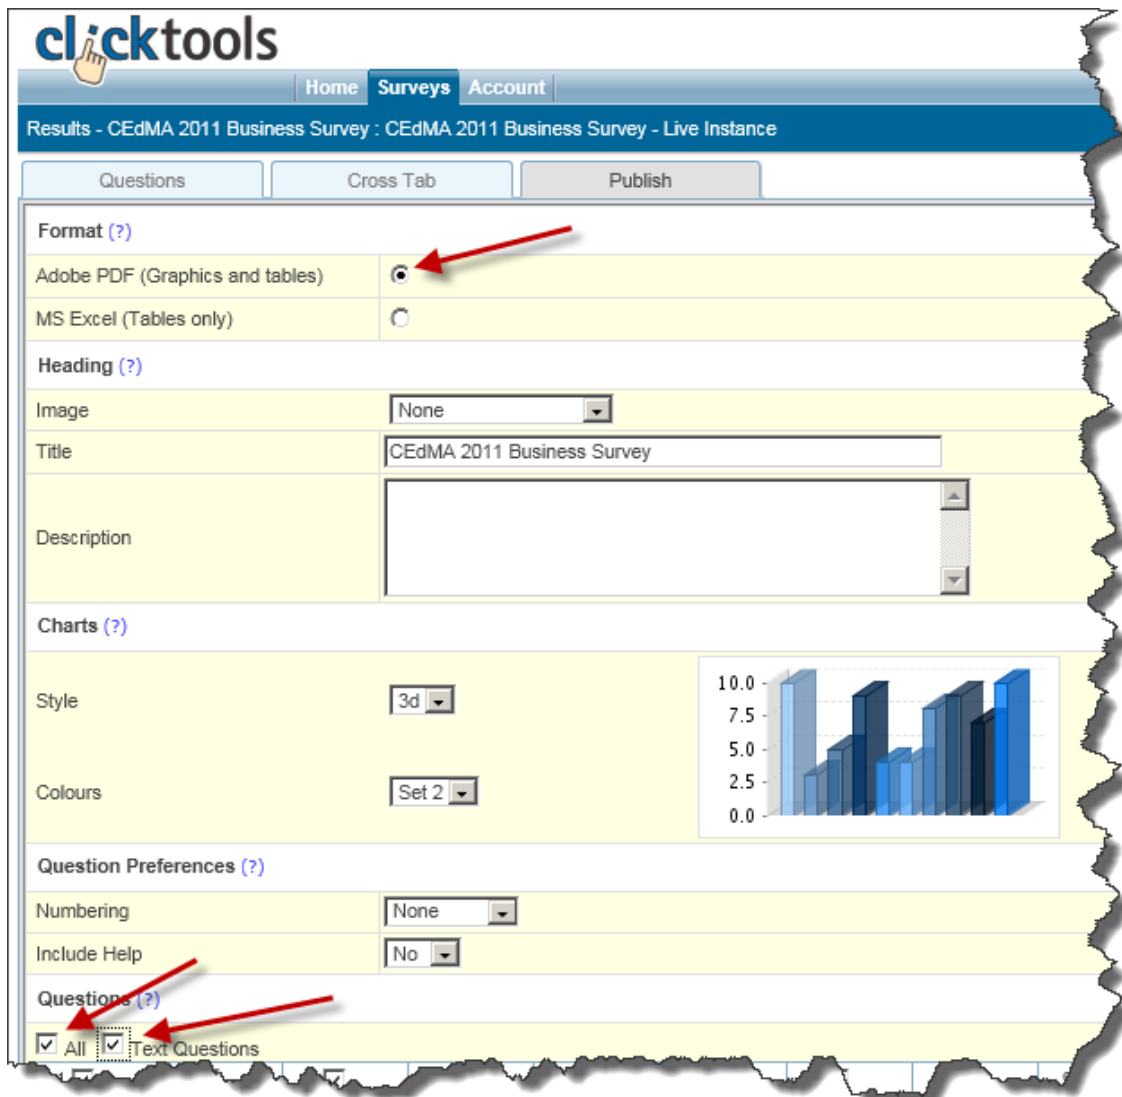 clicktools
Home Surveys Account
Results - CEdMA 2011 Business Survey : CEdMA 2011 Business Survey - Live Instance
Questions Cross Tab Publish
Format (?)
Adobe PDF (Graphics and tables)
MS Excel (Tables only)
Heading (?)
Image None
Title CEdMA 2011 Business Survey
Description
Charts (?)
Style 3d
10.0
7.5
5.0
2.5
0.0
Colours Set 2
Question Preferences (?)
Numbering None
Include Help No
Questions (?)
All Text Questions